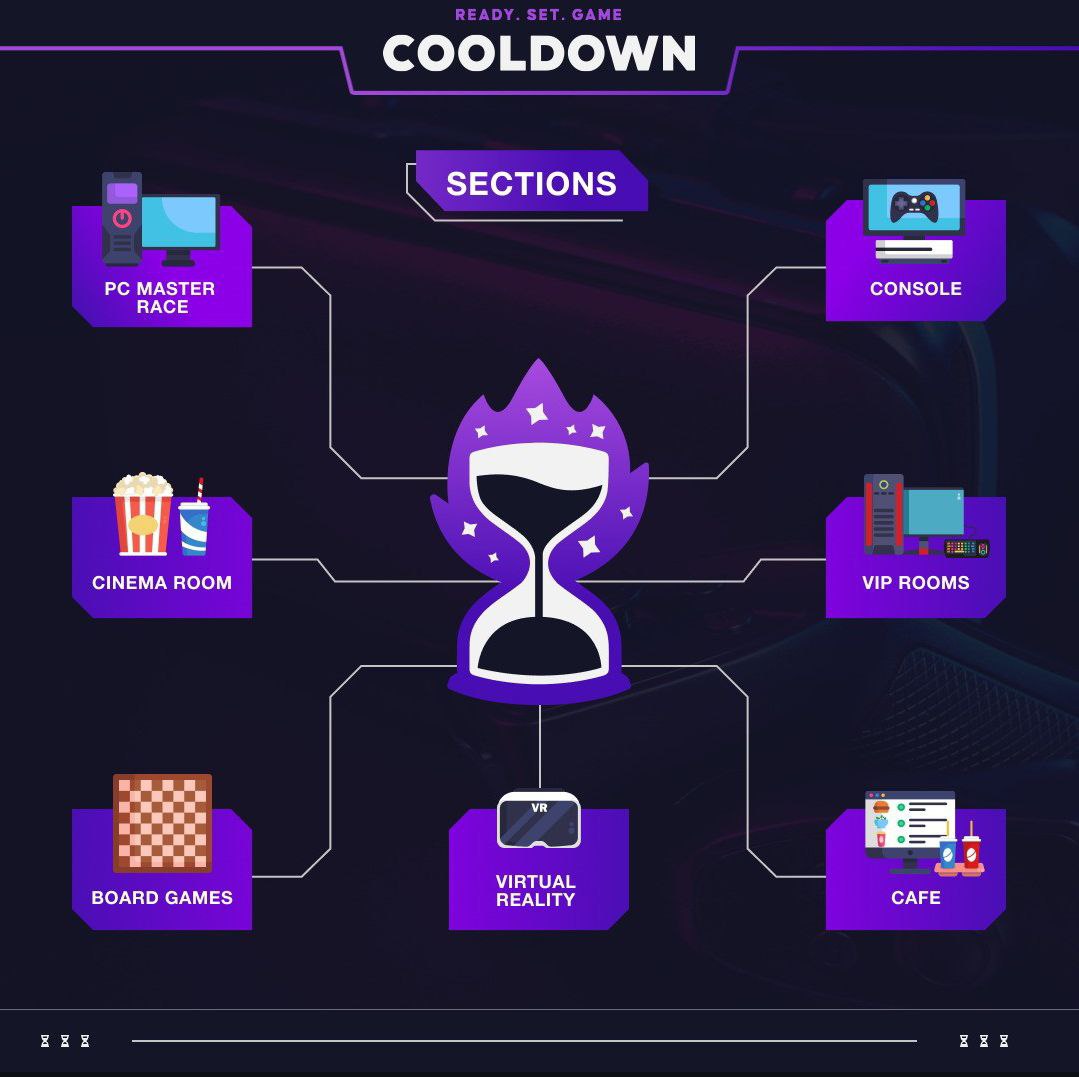 READY. SET. GAME
COOLDOWN
SECTIONS
PC MASTER
RACE
CONSOLE
CINEMA ROOM
VIP ROOMS
BOARD GAMES
VR
VIRTUAL
REALITY
CAFE